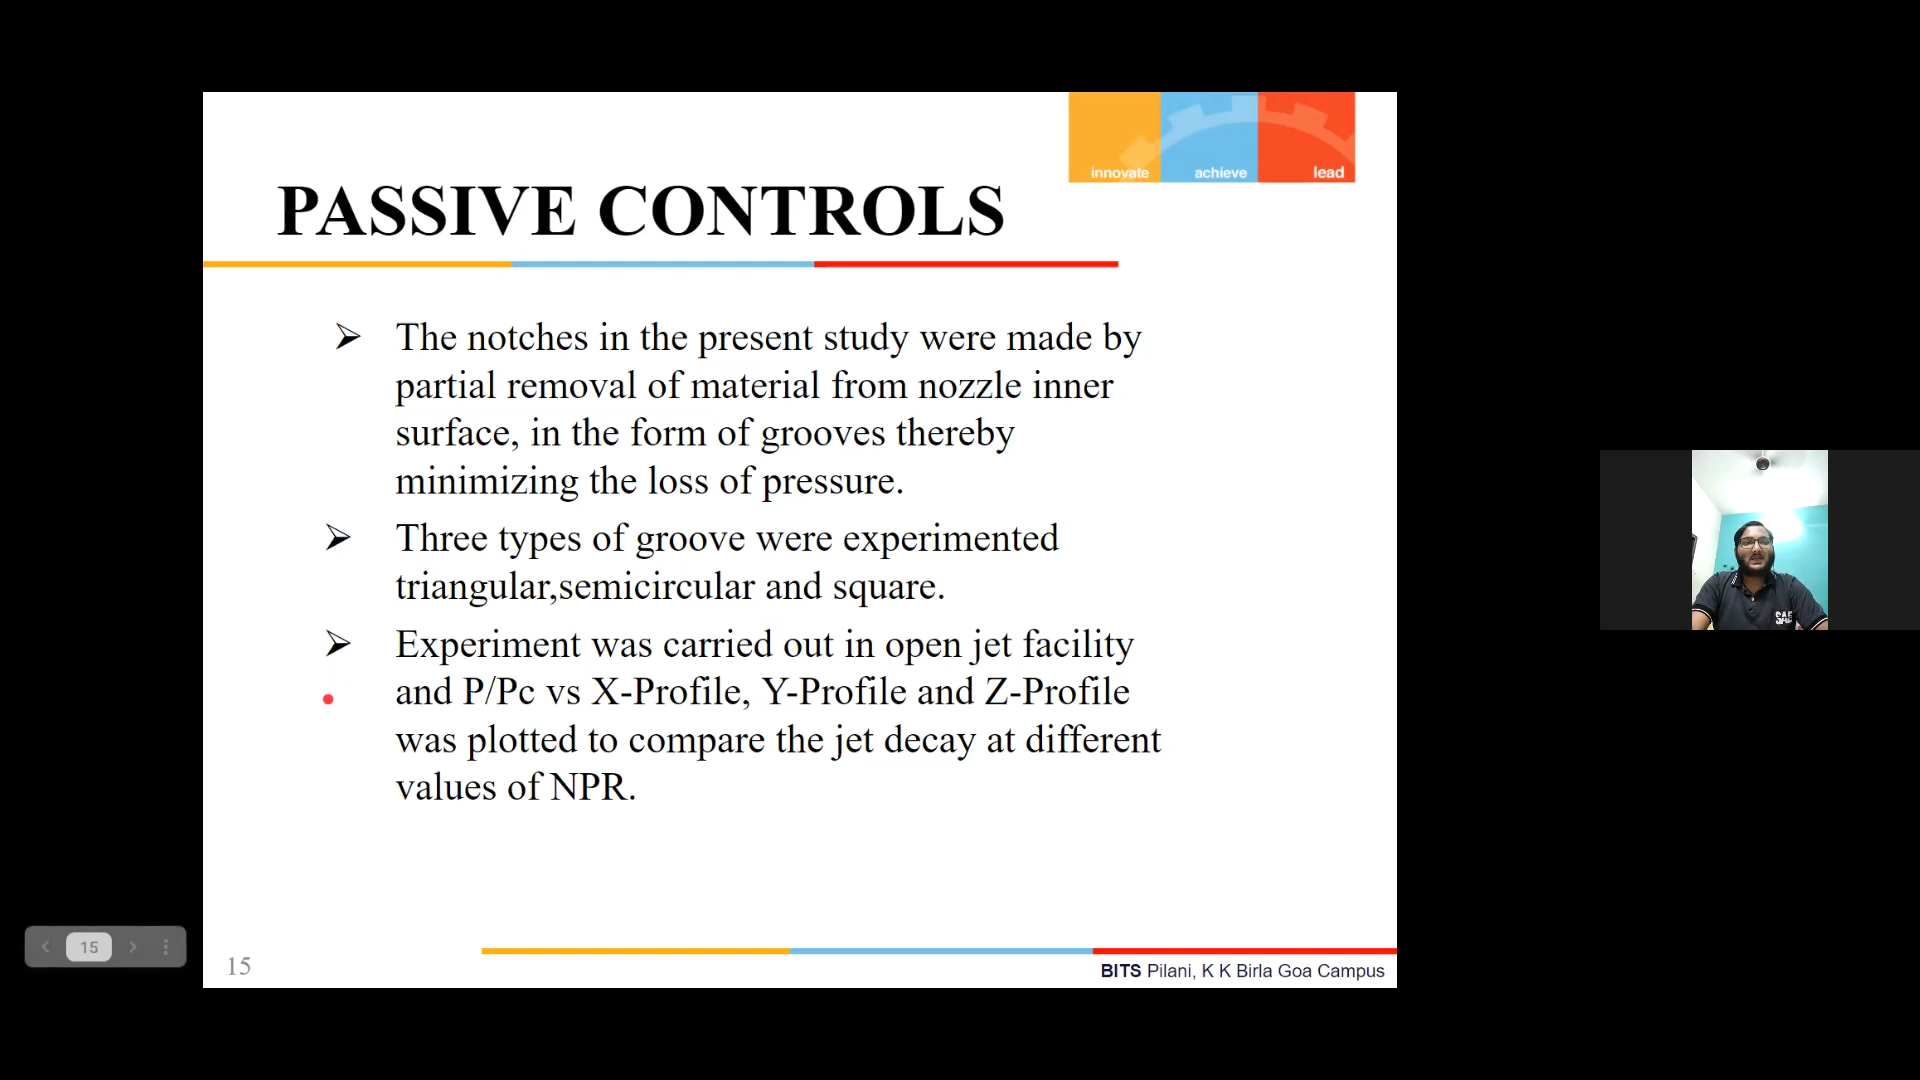 innovate achieve lead
PASSIVE CONTROLS
The notches in the present study were made by
partial removal of material from nozzle inner
surface, in the form of grooves thereby
minimizing the loss of pressure.
Three types of groove were experimented
triangular,semicircular and square.
Experiment was carried out in open jet facility
and P/Pc vs X-Profile, Y-Profile and Z-Profile
was plotted to compare the jet decay at different
values of NPR.
SAE
15
15
BITS Pilani, K K Birla Goa Campus